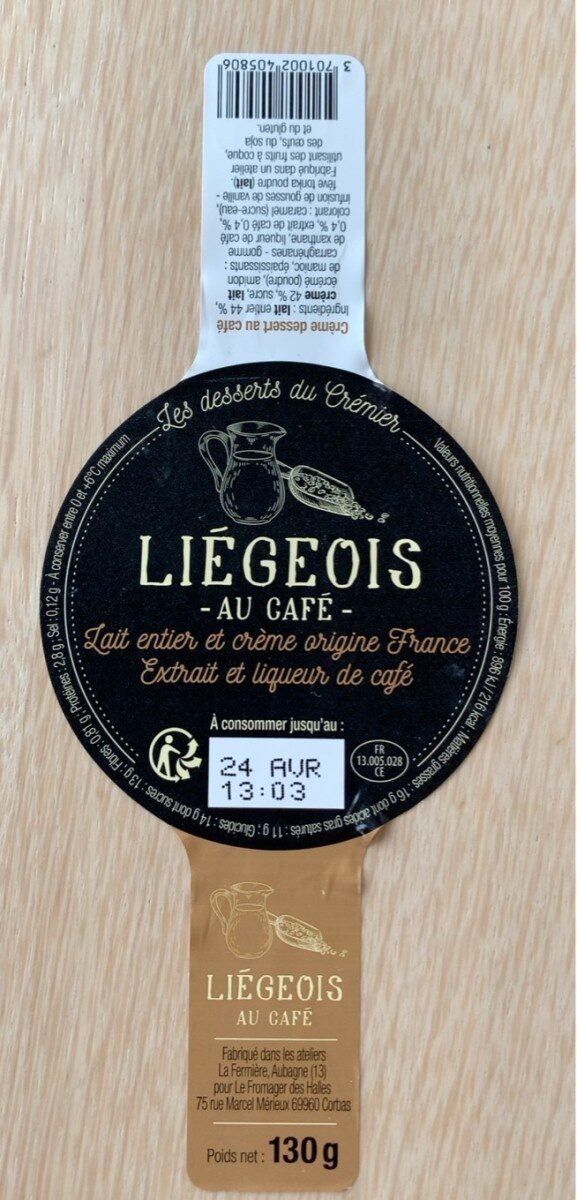 3 701002 405806
Crème dessert au café
Ingrédients : lait entier 44 %,
crème 42 %, sucre, lait
écrémé (poudre), amidon
de manioc, épaississants :
carraghénanes - gomme
de xanthane, liqueur de café
0,4 %, extrait de café 0,4 %,
colorant : caramel (sucre-eau),
infusion de gousses de vanille -
fève tonka poudre (lait).
Fabriqué dans un atelier
utilisant des fruits à coque,
des œufs, du soja
et du gluten.
Les desserts du Crémier
LIÉGEOIS
- AU CAFÉ -
Lait entier et crème origine France
Extrait et liqueur de café
À consommer jusqu'au :
24 AVR
13:03
FR
13.005.028
CE
Valeurs nutritionnelles moyennes pour 100 g : Énergie : 896 kJ / 216 kcal ; Matières grasses : 16 g dont acides gras saturés : 11 g ; Glucides : 14 g dont sucres : 13 g ; Fibres : 0,81 g ; Protéines : 2,8 g ; Sel : 0,12 g - À conserver entre 0 et +6°C maximum
LIÉGEOIS
AU CAFÉ
Fabriqué dans les ateliers
La Fermière, Aubagne (13)
pour Le Fromager des Halles
75 rue Marcel Mérieux 69960 Corbas
Poids net : 130 g